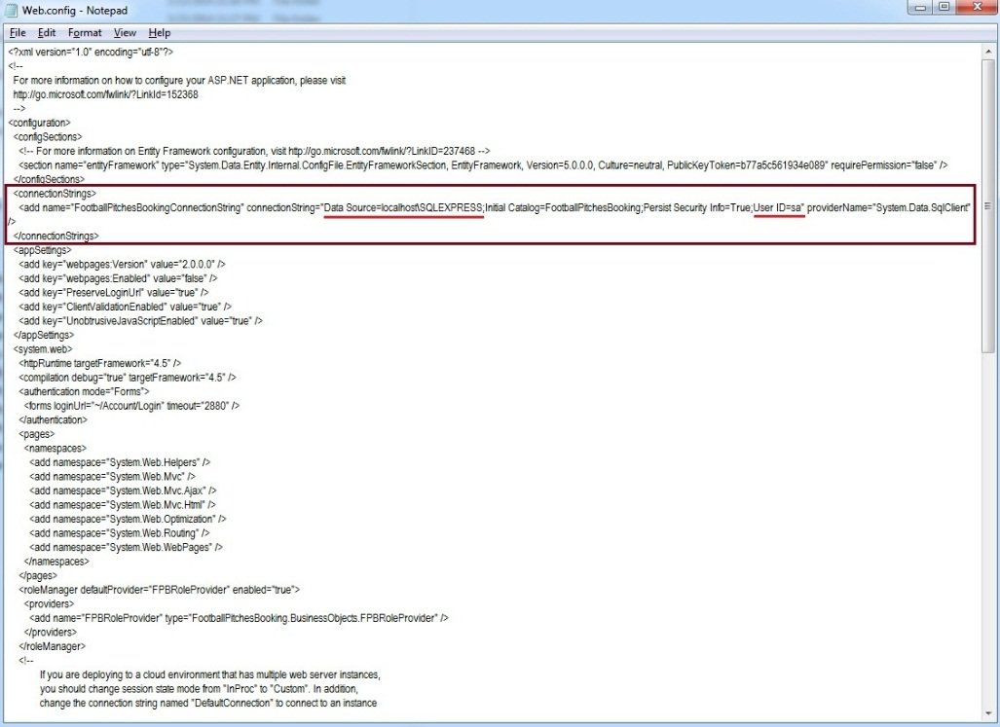 Web.config - Notepad
File Edit Format View Help
<?xml version="1.0" encoding="utf-8"?>
<!--
For more information on how to configure your ASP.NET application, please visit
http://go.microsoft.com/fwlink/?LinkId=152368
-->
<configuration>
<configSections>
<!-- For more information on Entity Framework configuration, visit http://go.microsoft.com/fwlink/?LinkID=237468 -->
<section name="entityFramework" type="System.Data.Entity.Internal.ConfigFile.EntityFrameworkSection, EntityFramework, Version=5.0.0.0, Culture=neutral, PublicKeyToken=b77a5c561934e089" requirePermission="false" />
</configSections>
<connectionStrings>
<add name="FootballPitchesBookingConnectionString" connectionString="Data Source=localhost\SQLEXPRESS;Initial Catalog=FootballPitchesBooking;Persist Security Info=True;User ID=sa" providerName="System.Data.SqlClient"
/>
</connectionStrings>
<appSettings>
<add key="webpages:Version" value="2.0.0.0" />
<add key="webpages:Enabled" value="false" />
<add key="PreserveLoginUrl" value="true" />
<add key="ClientValidationEnabled" value="true" />
<add key="UnobtrusiveJavaScriptEnabled" value="true" />
</appSettings>
<system.web>
<httpRuntime targetFramework="4.5" />
<compilation debug="true" targetFramework="4.5" />
<authentication mode="Forms">
<forms loginUrl="~/Account/Login" timeout="2880" />
</authentication>
<pages>
<namespaces>
<add namespace="System.Web.Helpers" />
<add namespace="System.Web.Mvc" />
<add namespace="System.Web.Mvc.Ajax" />
<add namespace="System.Web.Mvc.Html" />
<add namespace="System.Web.Optimization" />
<add namespace="System.Web.Routing" />
<add namespace="System.Web.WebPages" />
</namespaces>
</pages>
<roleManager defaultProvider="FPBRoleProvider" enabled="true">
<providers>
<add name="FPBRoleProvider" type="FootballPitchesBooking.BusinessObjects.FPBRoleProvider" />
</providers>
</roleManager>
<!--
If you are deploying to a cloud environment that has multiple web server instances,
you should change session state mode from "InProc" to "Custom". In addition,
change the connection string named "DefaultConnection" to connect to an instance